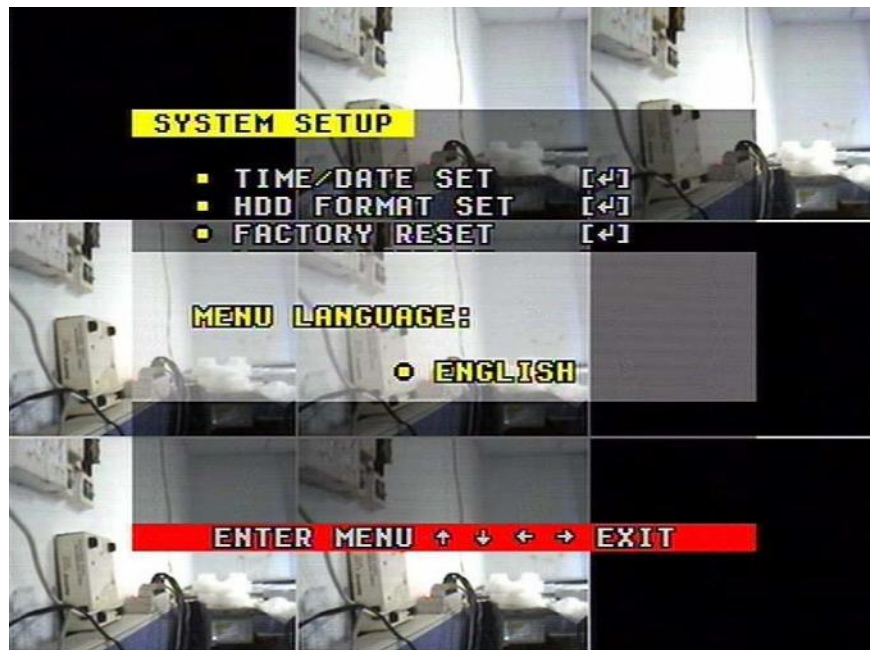 SYSTEM SETUP
TIME/DATE SET [↲]
HDD FORMAT SET [↲]
FACTORY RESET [↲]
MENU LANGUAGE:
ENGLISH
ENTER MENU ↑ ↓ ← → EXIT